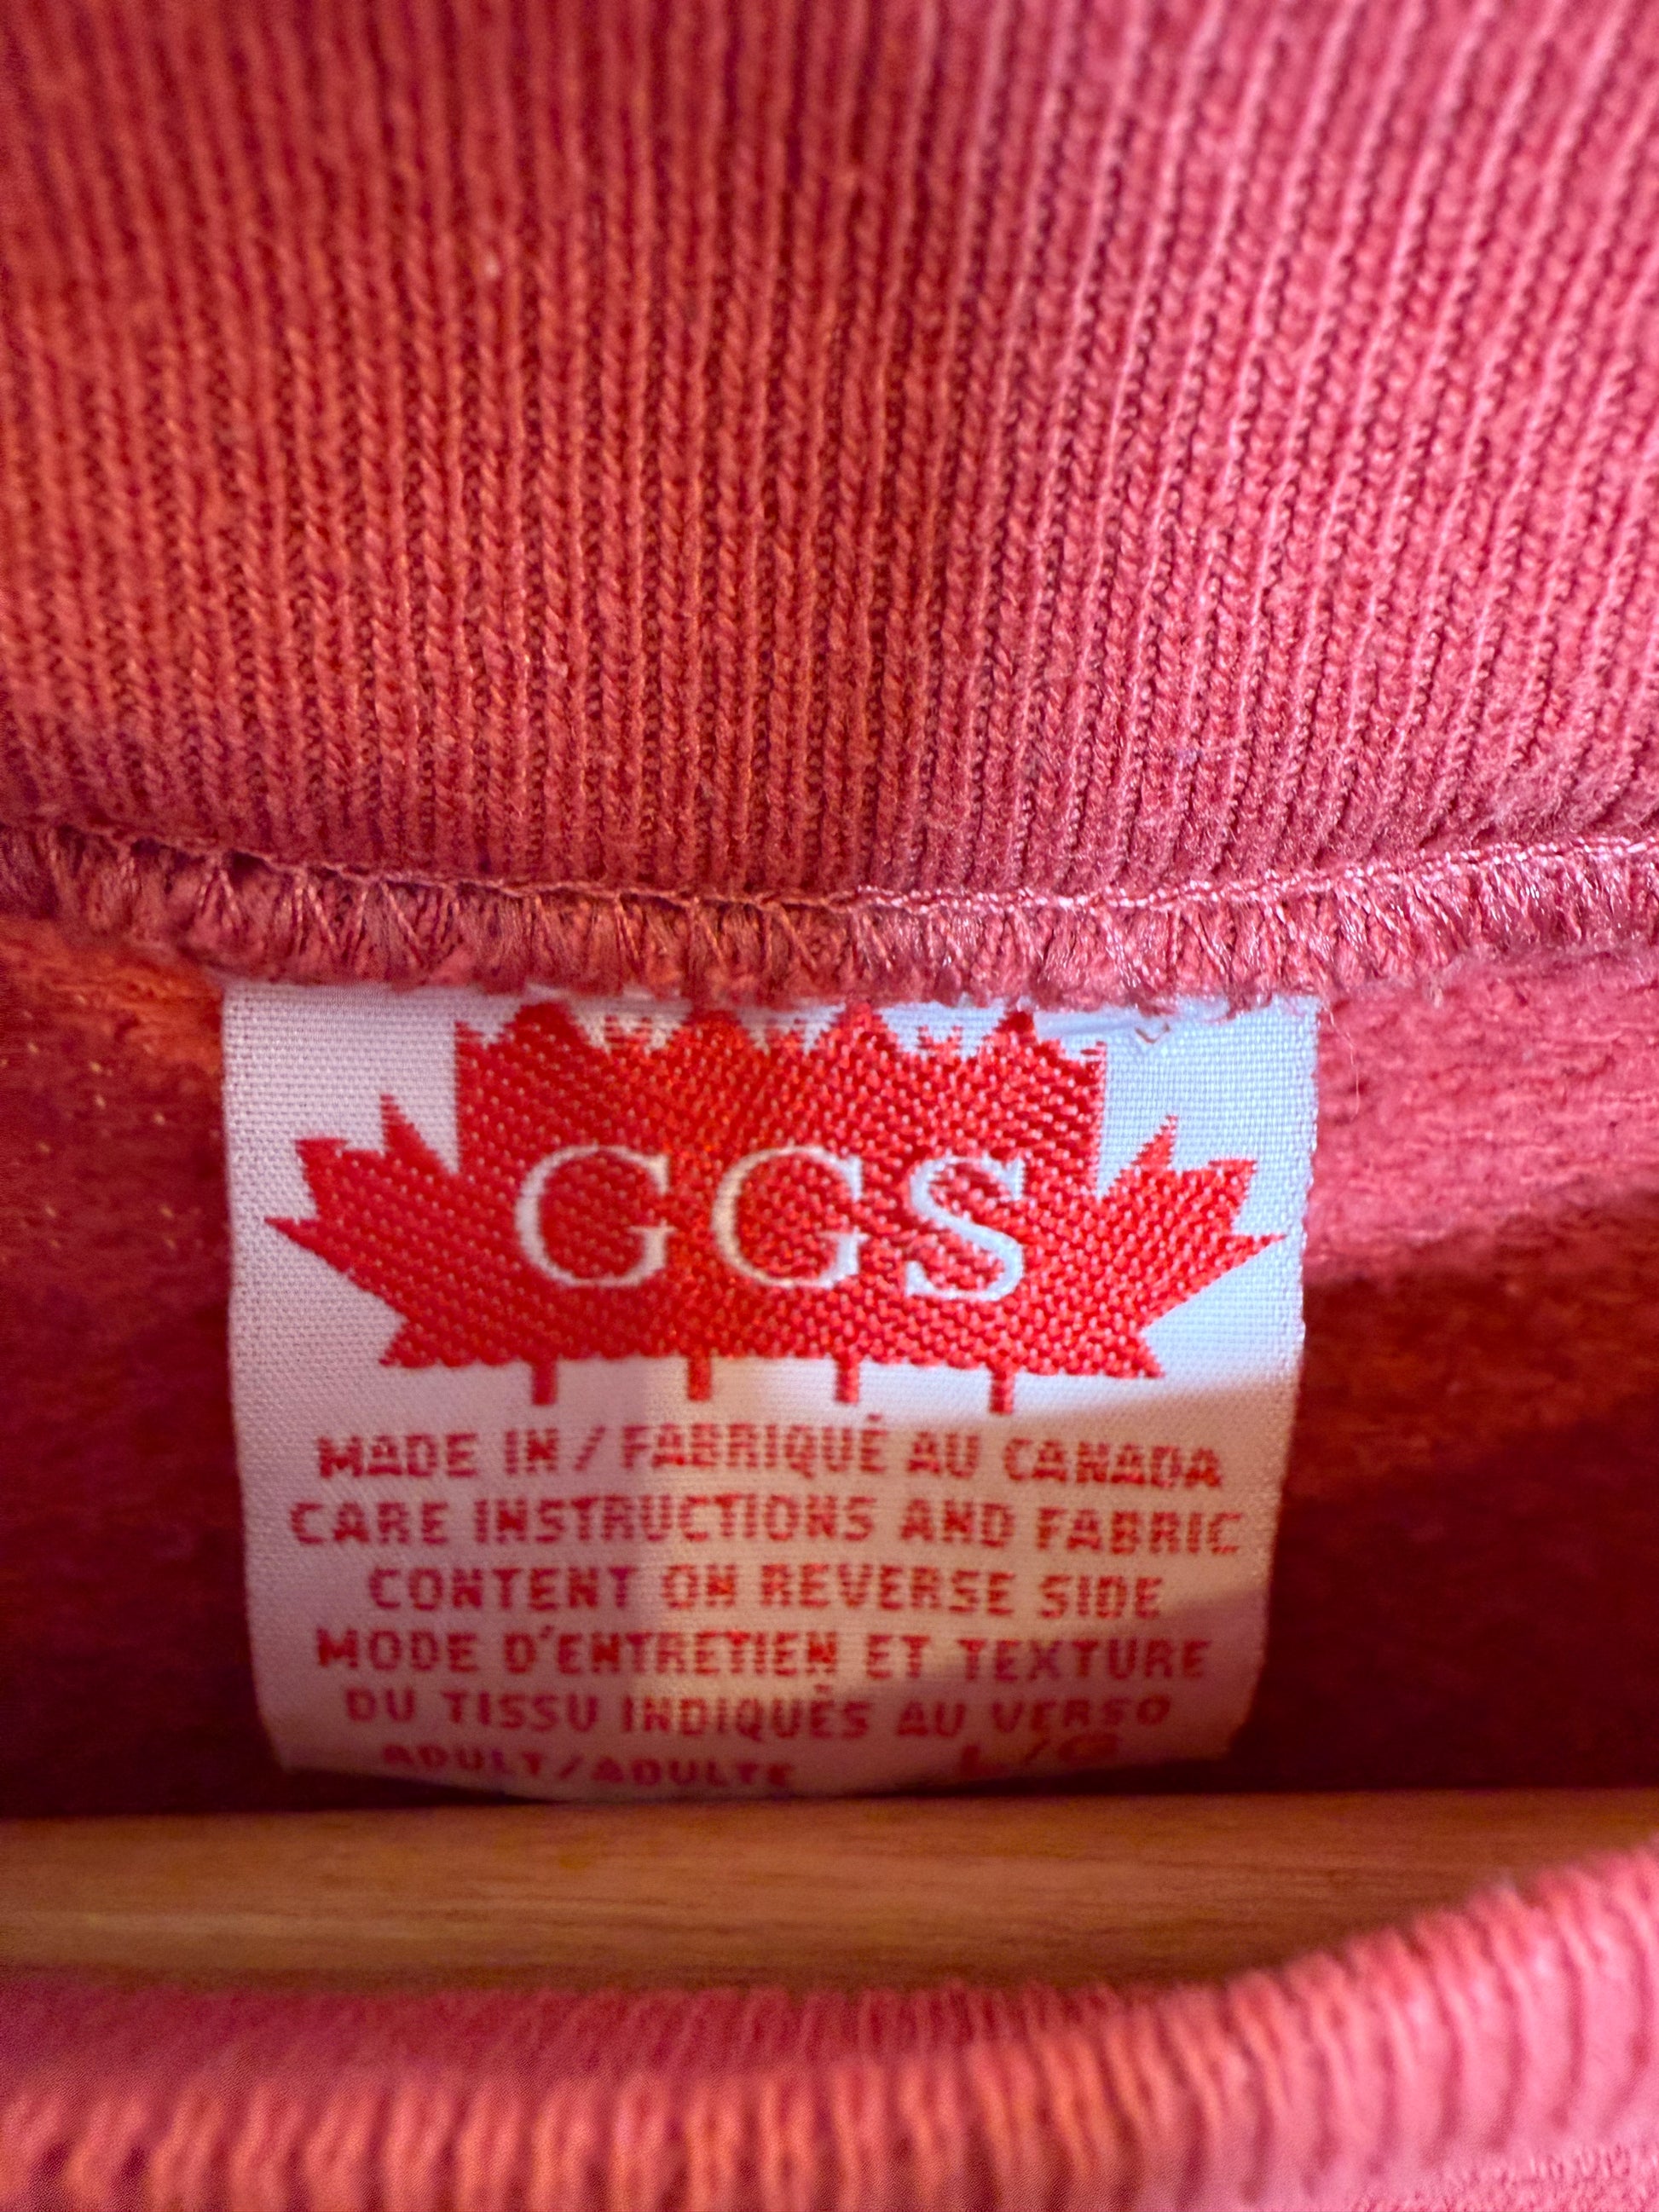 GGS
MADE IN / FABRIQUÉ AU CANADA
CARE INSTRUCTIONS AND FABRIC
CONTENT ON REVERSE SIDE
MODE D'ENTRETIEN ET TEXTURE
DU TISSU INDIQUÉS AU VERSO
ADULT/ADULTE L/G